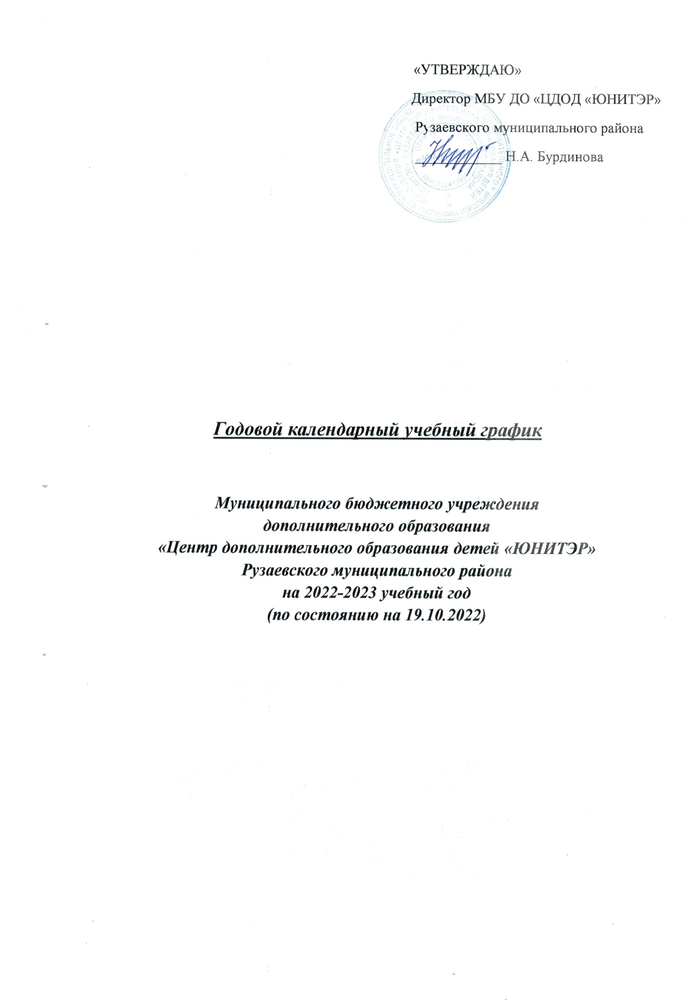 «УТВЕРЖДАЮ»
Директор МБУ ДО «ЦДОД «ЮНИТЭР»
Рузаевского муниципального района
Н.А. Бурдинова
Годовой календарный учебный график
Муниципального бюджетного учреждения
дополнительного образования
«Центр дополнительного образования детей «ЮНИТЭР»
Рузаевского муниципального района
на 2022-2023 учебный год
(по состоянию на 19.10.2022)